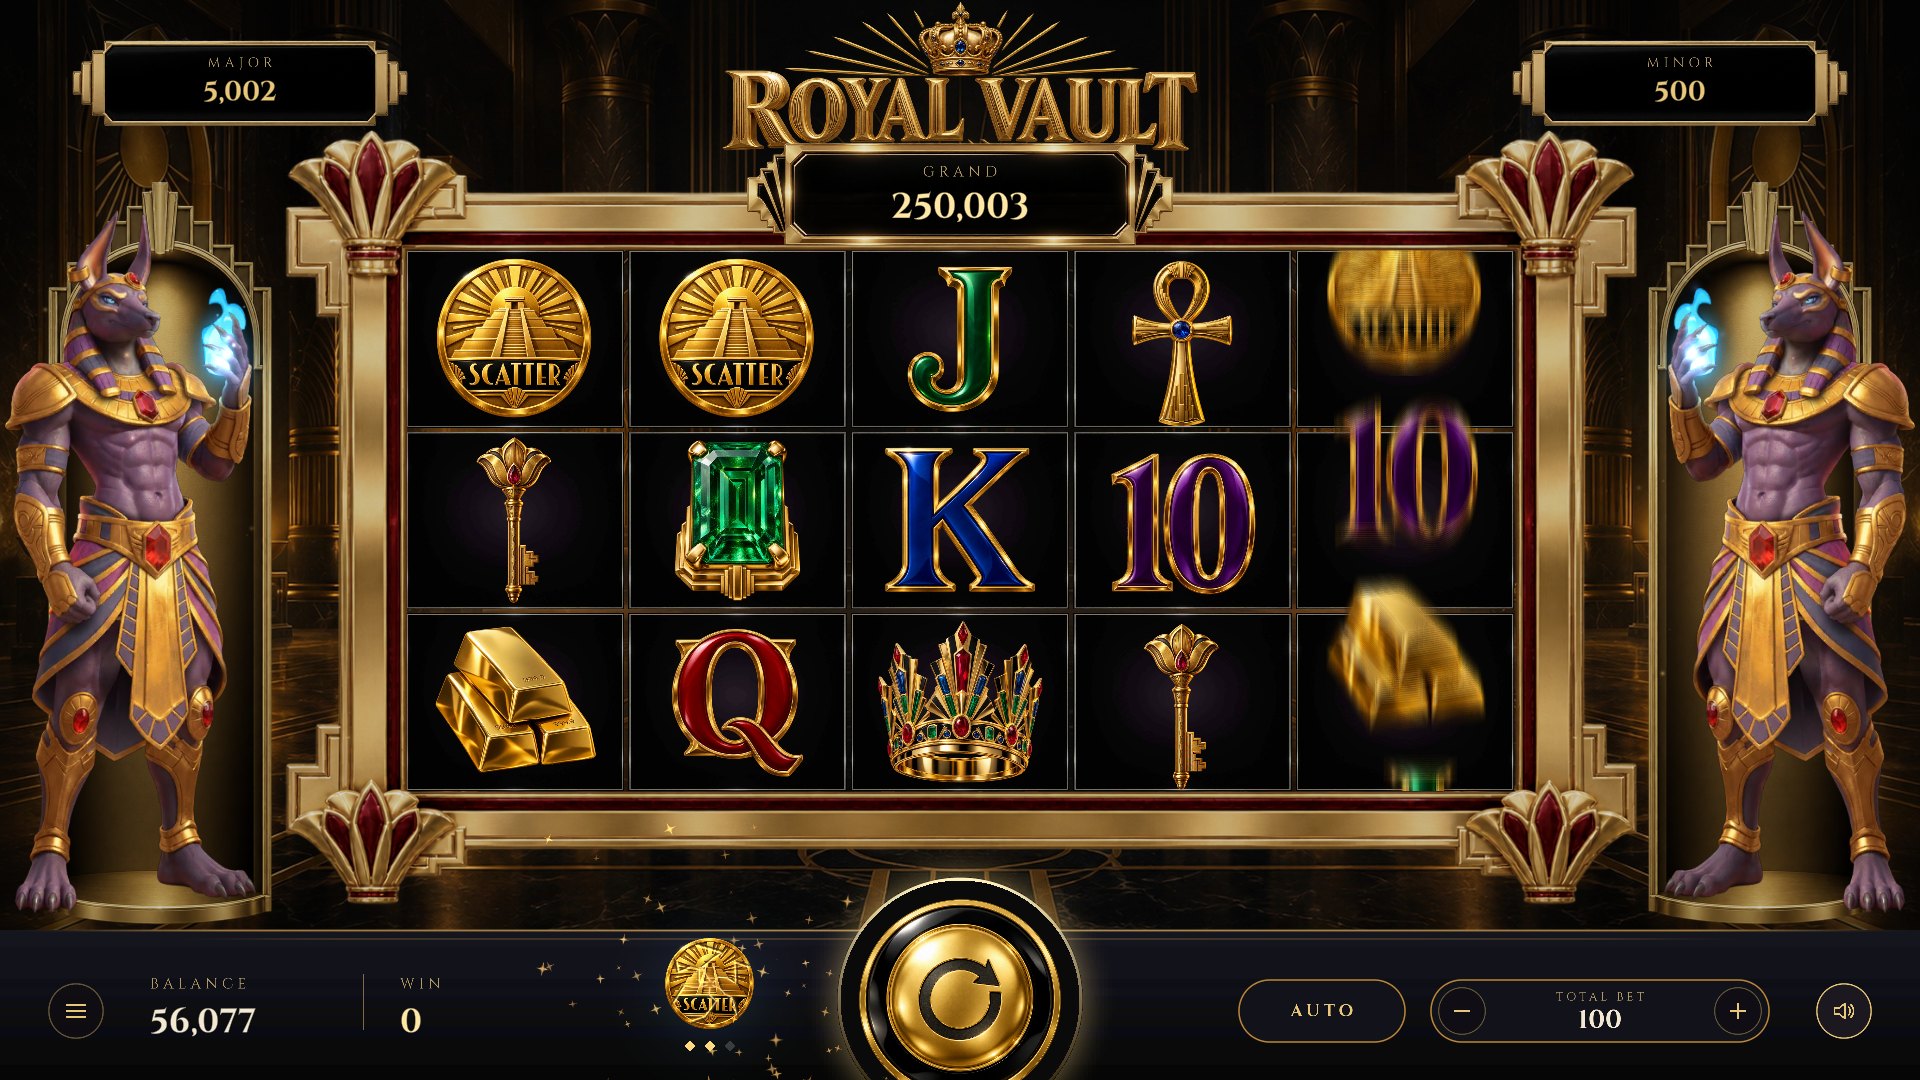 MAJOR
5,002
ROYAL VAULT
MINOR
500
GRAND
250,003
SCATTER
SCATTER
J
K
10
10
Q
BALANCE
56,077
WIN
0
SCATTER
AUTO
TOTAL BET
100